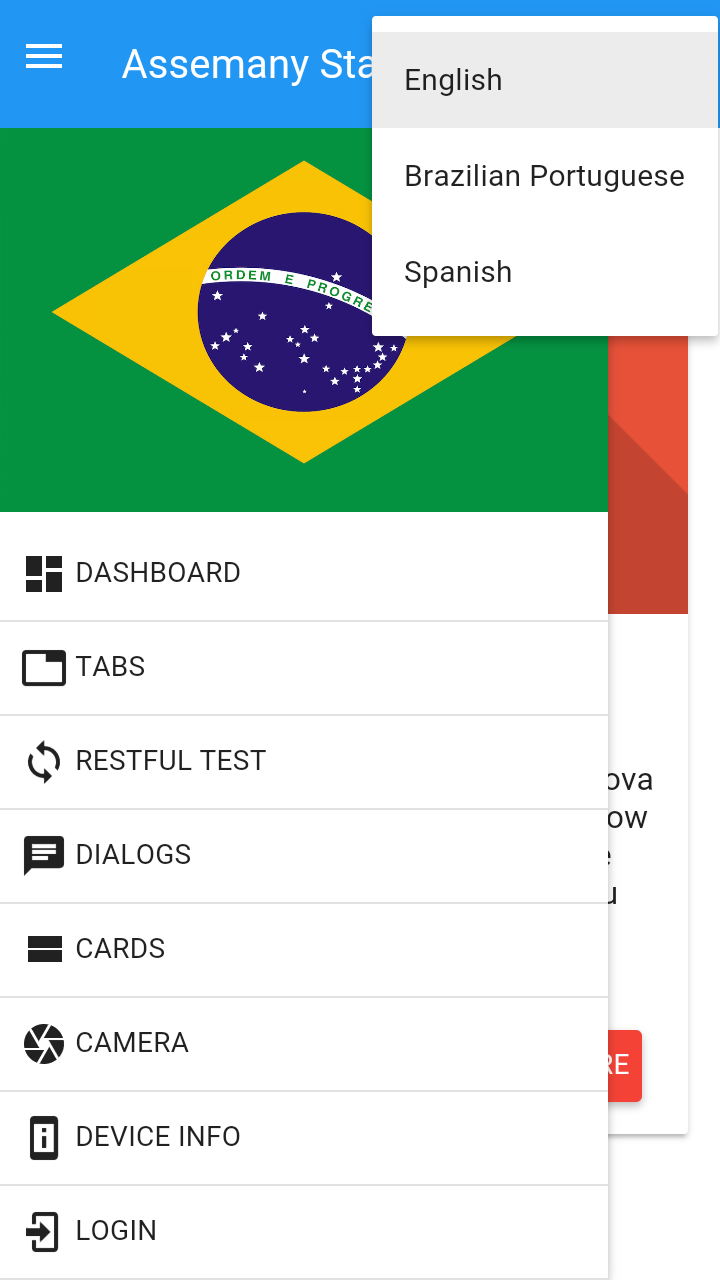 Assemany Sta
English
Brazilian Portuguese
Spanish
ORDEM E PROGRE
DASHBOARD
TABS
RESTFUL TEST
DIALOGS
CARDS
CAMERA
DEVICE INFO
LOGIN
ova
ow
e
u
RE